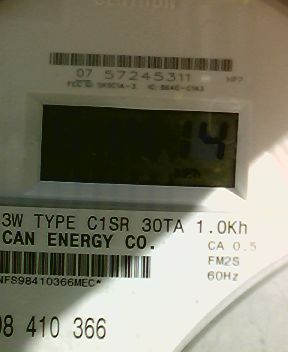 07 57245311
14
3W TYPE C1SR 30TA 1.0Kh
CAN ENERGY CO.
CA 0.5
FM2S
60Hz
NFS98410366MEC*
98 410 366